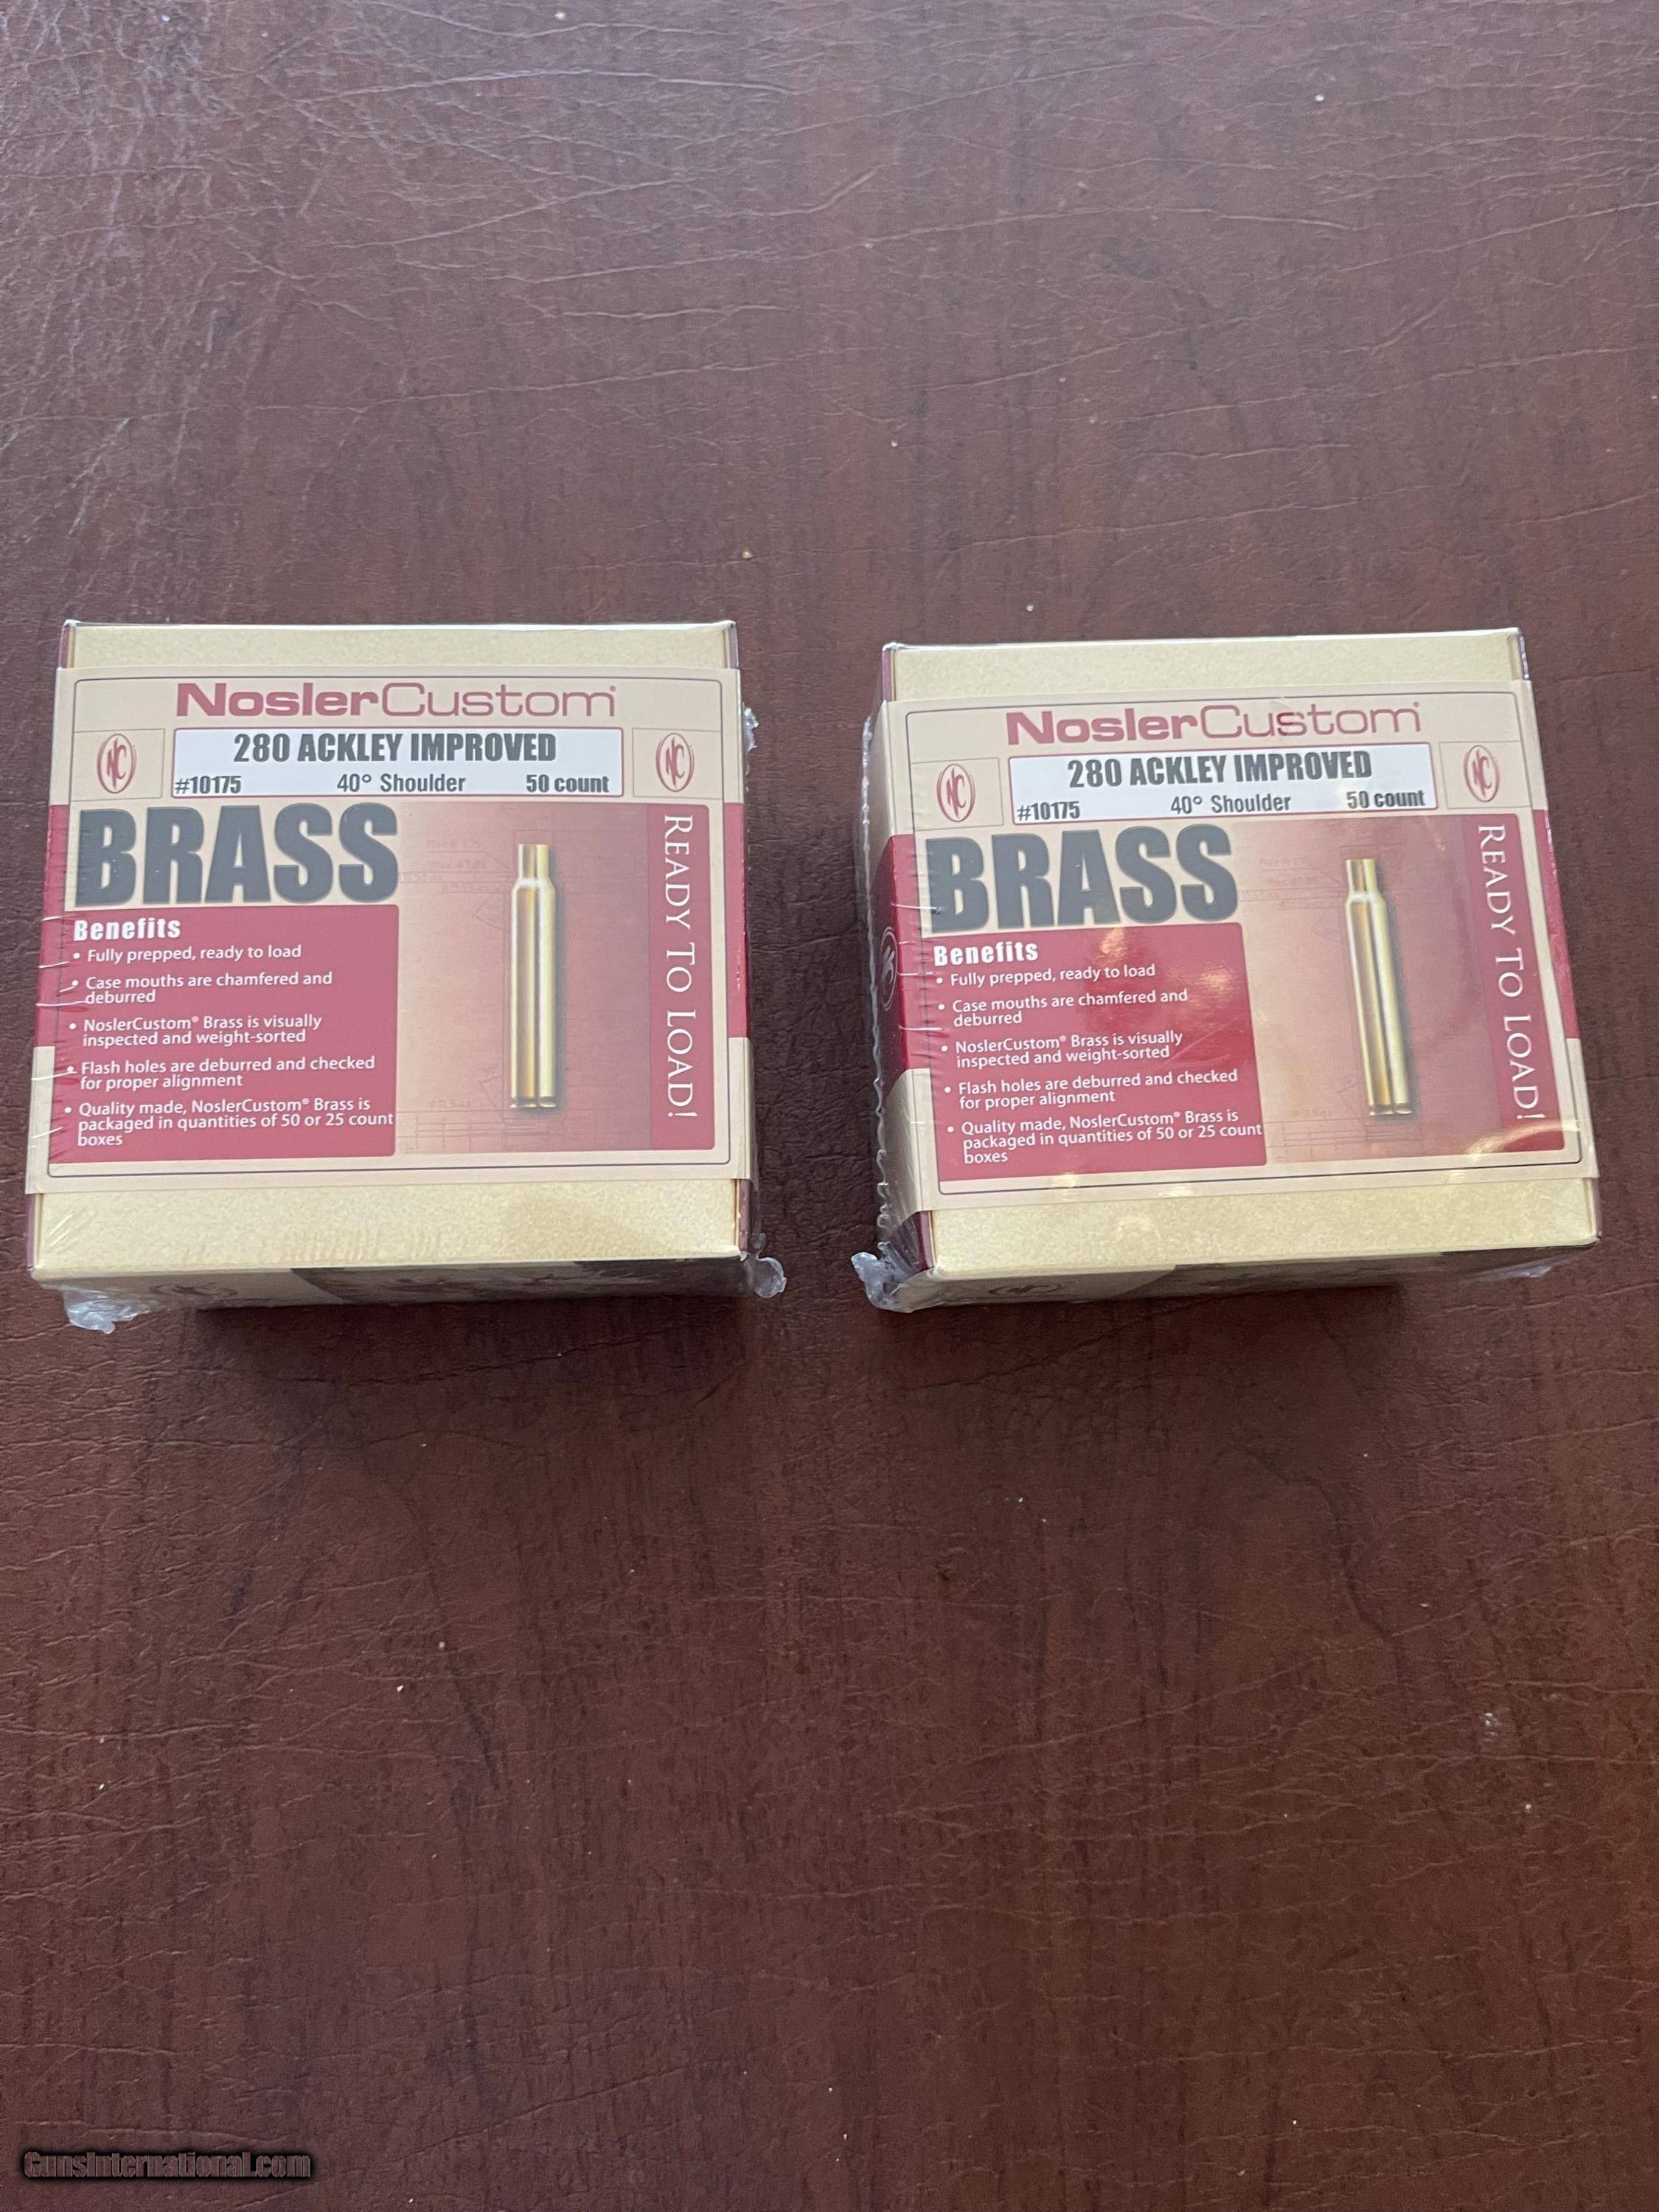 NoslerCustom®
NC
280 ACKLEY IMPROVED
#10175 40° Shoulder 50 count
NC
BRASS
READY TO LOAD!
Benefits
• Fully prepped, ready to load
• Case mouths are chamfered and
deburred
• NoslerCustom® Brass is visually
inspected and weight-sorted
• Flash holes are deburred and checked
for proper alignment
• Quality made, NoslerCustom® Brass is
packaged in quantities of 50 or 25 count
boxes
NoslerCustom®
NC
280 ACKLEY IMPROVED
#10175 40° Shoulder 50 count
NC
BRASS
READY TO LOAD!
Benefits
• Fully prepped, ready to load
• Case mouths are chamfered and
deburred
• NoslerCustom® Brass is visually
inspected and weight-sorted
• Flash holes are deburred and checked
for proper alignment
• Quality made, NoslerCustom® Brass is
packaged in quantities of 50 or 25 count
boxes
GunsInternational.com